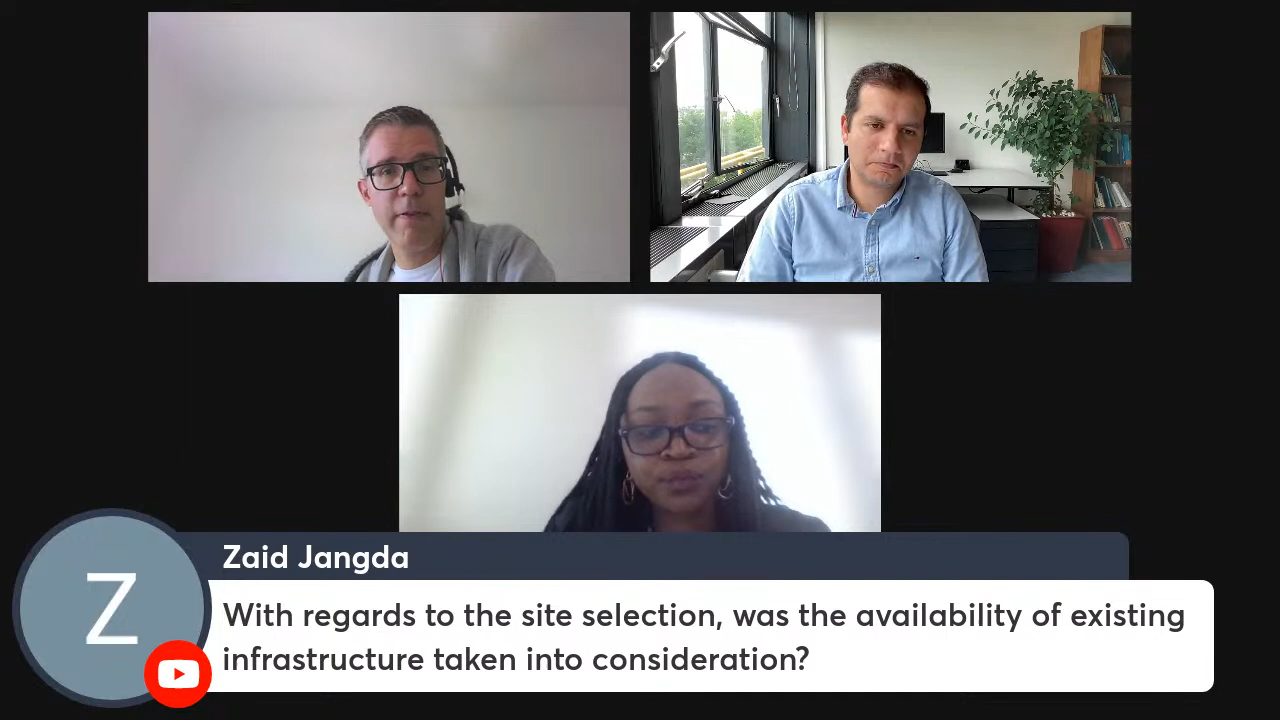 Zaid Jangda
Z
With regards to the site selection, was the availability of existing
infrastructure taken into consideration?